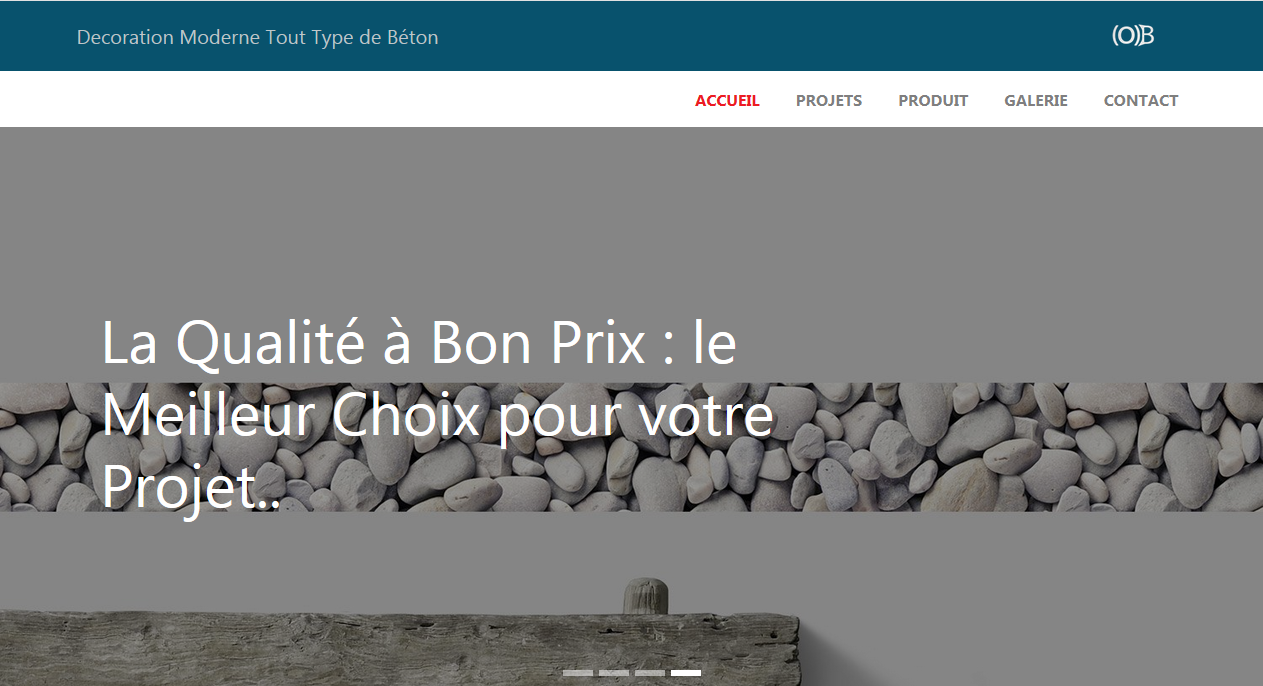 Decoration Moderne Tout Type de Béton
(O)B
ACCUEIL PROJETS PRODUIT GALERIE CONTACT
La Qualité à Bon Prix : le
Meilleur Choix pour votre
Projet..